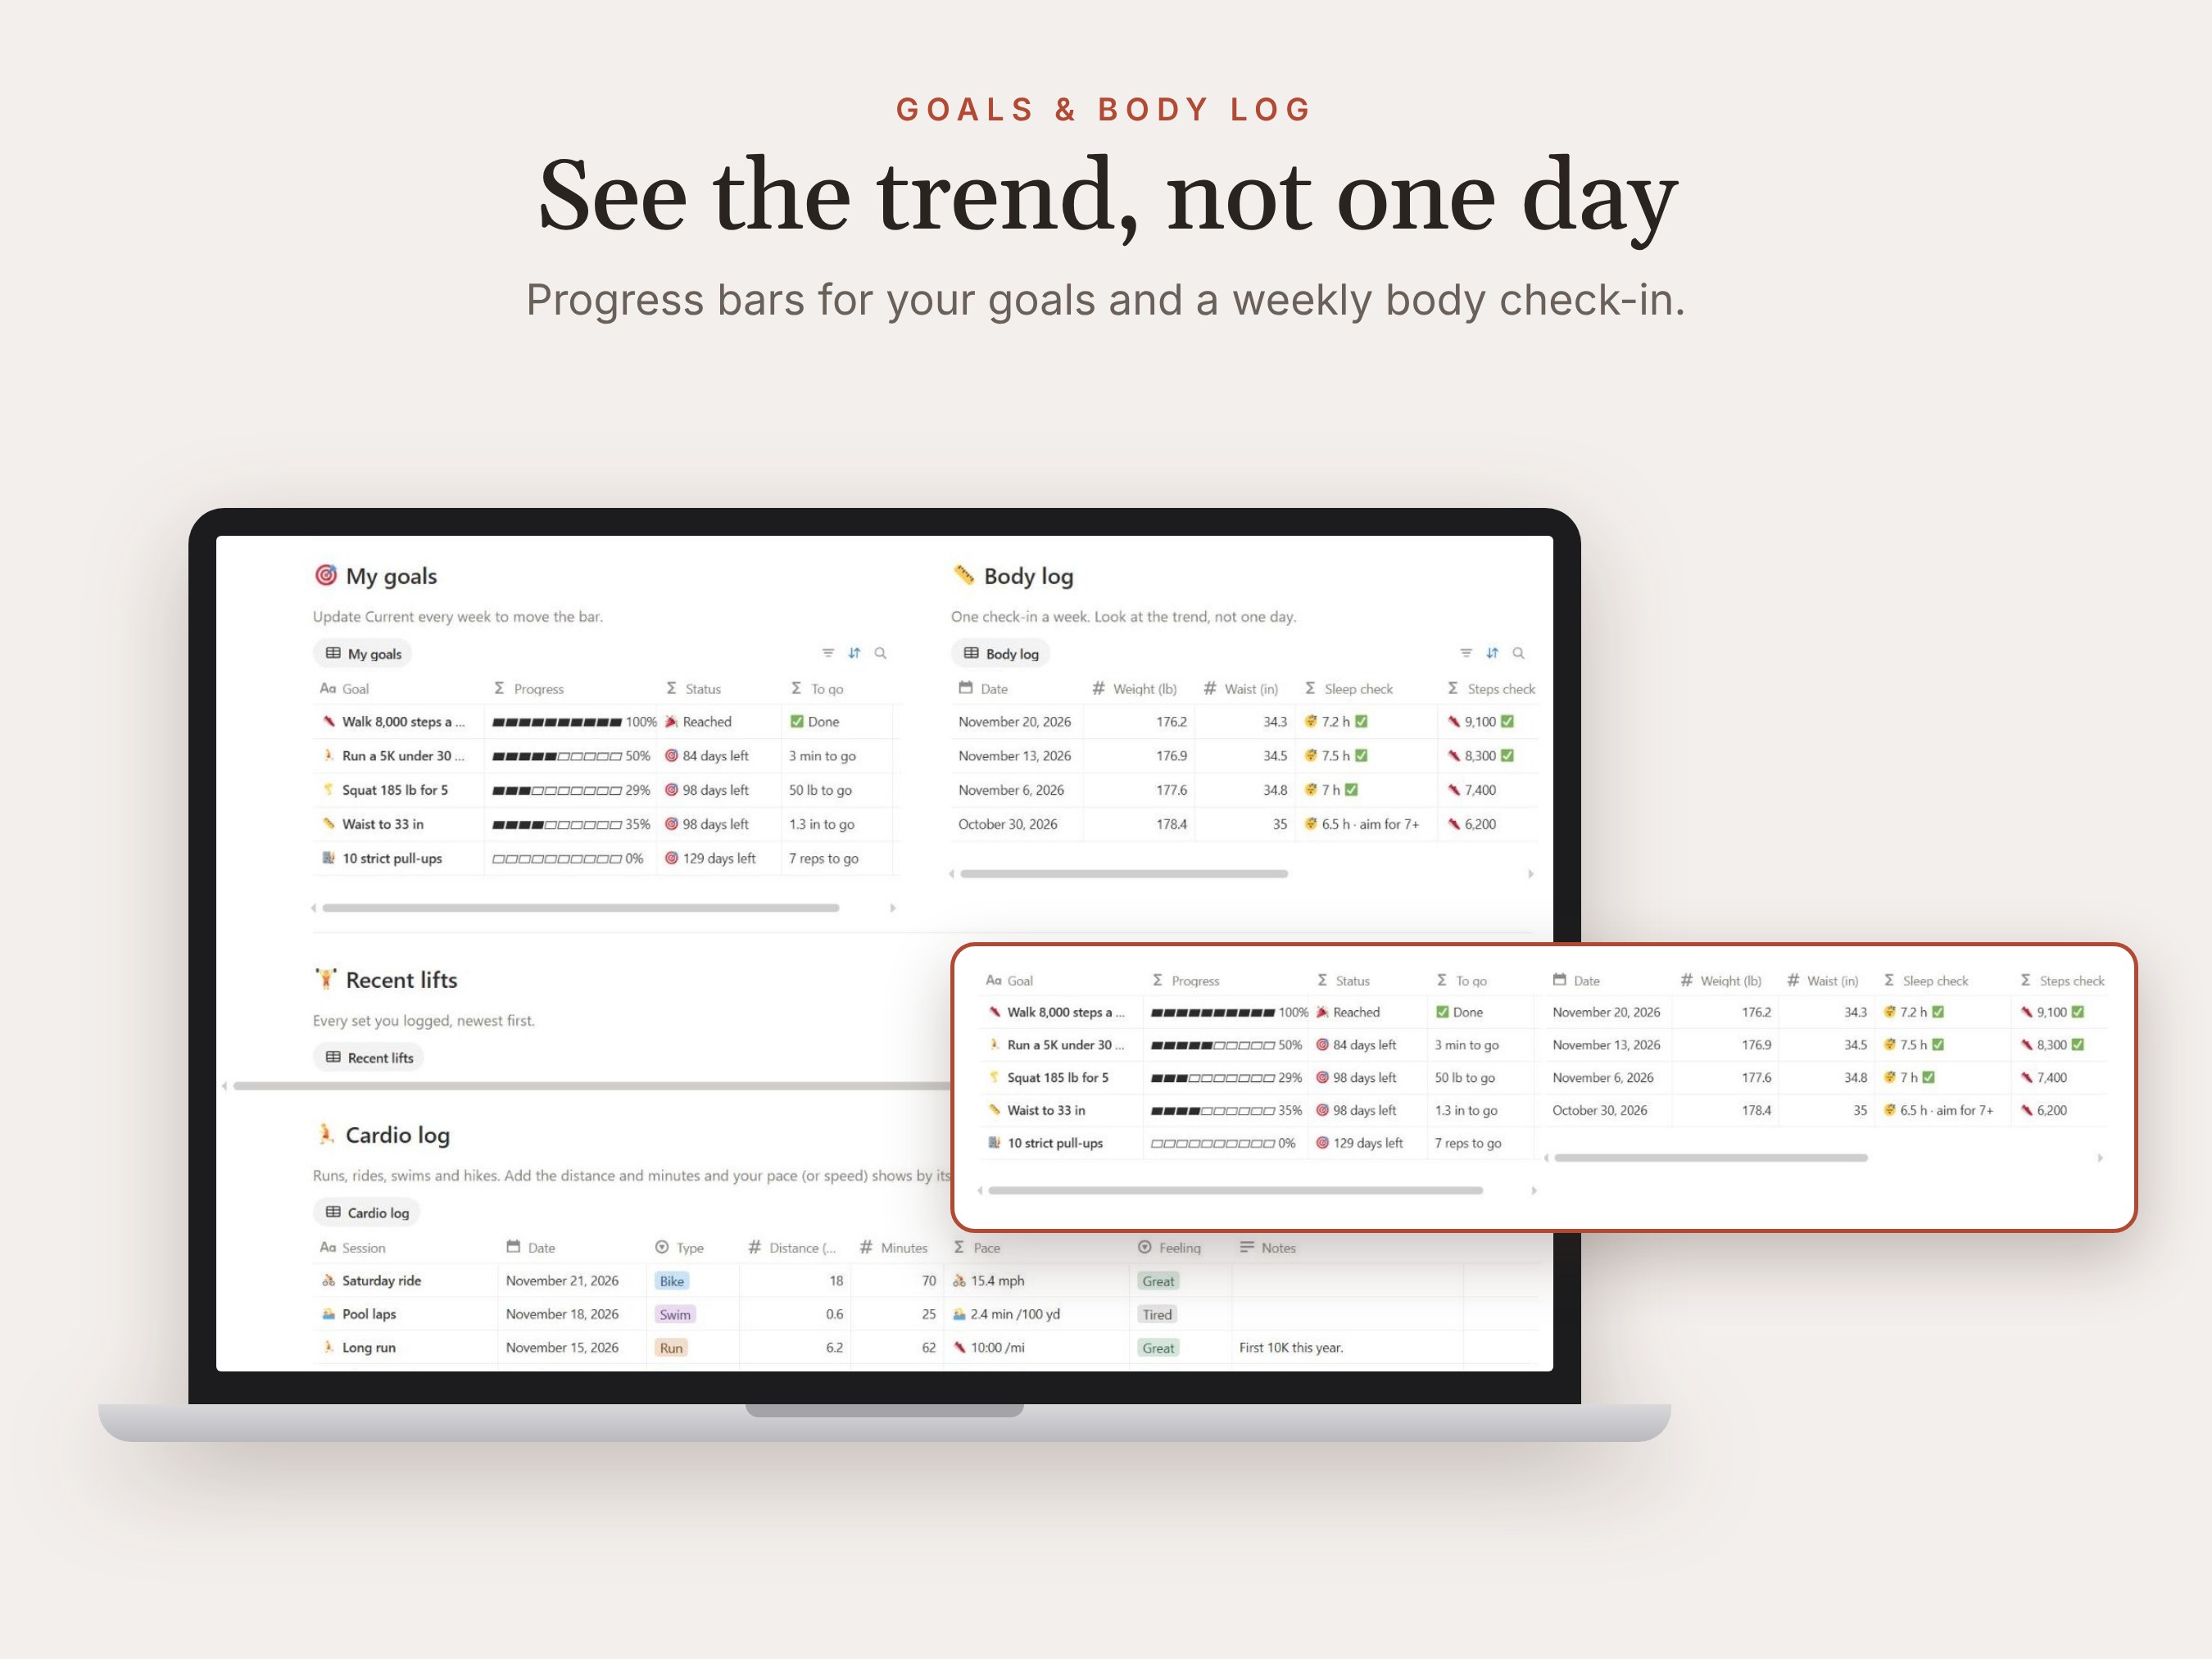 GOALS & BODY LOG
See the trend, not one day
Progress bars for your goals and a weekly body check-in.
My goals
Update Current every week to move the bar.
My goals
Aa Goal Σ Progress Σ Status Σ To go
Walk 8,000 steps a ... 100% Reached Done
Run a 5K under 30 ... 50% 84 days left 3 min to go
Squat 185 lb for 5 29% 98 days left 50 lb to go
Waist to 33 in 35% 98 days left 1.3 in to go
10 strict pull-ups 0% 129 days left 7 reps to go
Body log
One check-in a week. Look at the trend, not one day.
Body log
Date # Weight (lb) # Waist (in) Σ Sleep check Σ Steps check
November 20, 2026 176.2 34.3 7.2 h 9,100
November 13, 2026 176.9 34.5 7.5 h 8,300
November 6, 2026 177.6 34.8 7 h 7,400
October 30, 2026 178.4 35 6.5 h · aim for 7+ 6,200
Recent lifts
Every set you logged, newest first.
Recent lifts
Cardio log
Runs, rides, swims and hikes. Add the distance and minutes and your pace (or speed) shows by its
Cardio log
Aa Session Date Type # Distance (... # Minutes Σ Pace Feeling Notes
Saturday ride November 21, 2026 Bike 18 70 15.4 mph Great
Pool laps November 18, 2026 Swim 0.6 25 2.4 min /100 yd Tired
Long run November 15, 2026 Run 6.2 62 10:00 /mi Great First 10K this year.
Aa Goal Σ Progress Σ Status Σ To go Date # Weight (lb) # Waist (in) Σ Sleep check Σ Steps check
Walk 8,000 steps a ... 100% Reached Done November 20, 2026 176.2 34.3 7.2 h 9,100
Run a 5K under 30 ... 50% 84 days left 3 min to go November 13, 2026 176.9 34.5 7.5 h 8,300
Squat 185 lb for 5 29% 98 days left 50 lb to go November 6, 2026 177.6 34.8 7 h 7,400
Waist to 33 in 35% 98 days left 1.3 in to go October 30, 2026 178.4 35 6.5 h · aim for 7+ 6,200
10 strict pull-ups 0% 129 days left 7 reps to go